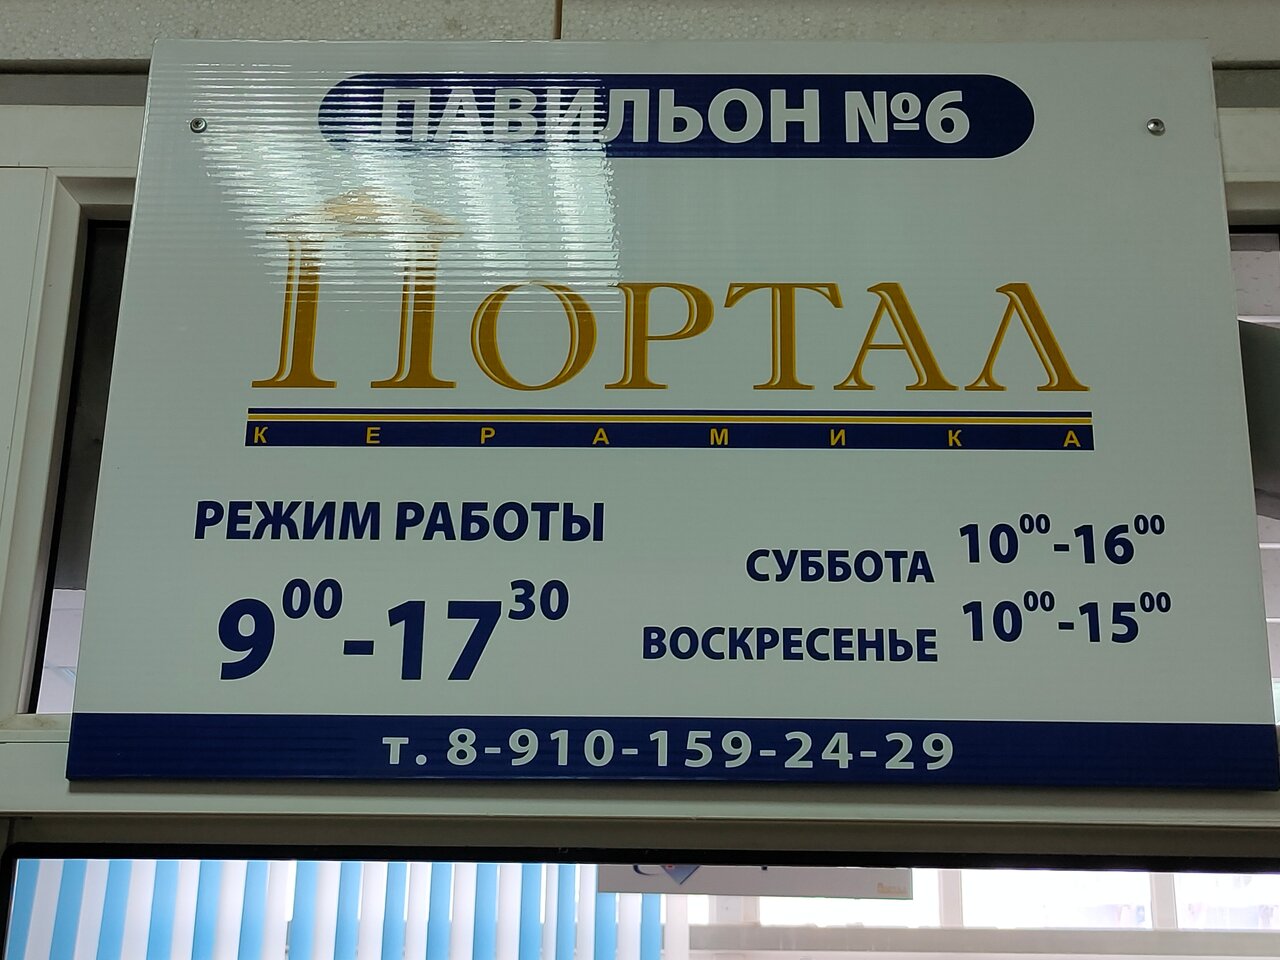 ПАВИЛЬОН №6
ПОРТАЛ
КЕРАМИКА
РЕЖИМ РАБОТЫ
9⁰⁰-17³⁰
СУББОТА 10⁰⁰-16⁰⁰
ВОСКРЕСЕНЬЕ 10⁰⁰-15⁰⁰
т. 8-910-159-24-29